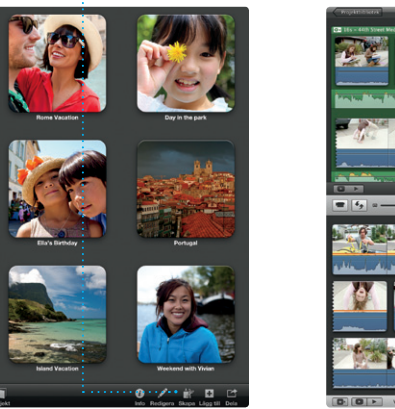 Rome Vacation
Day in the park
Ella's Birthday
Portugal
Island Vacation
Weekend with Vivian
Info Redigera Skapa Lägg till Dela